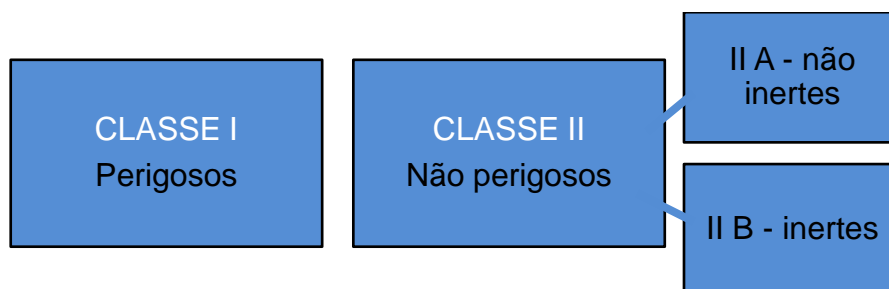 CLASSE I
Perigosos
CLASSE II
Não perigosos
II A - não
inertes
II B - inertes